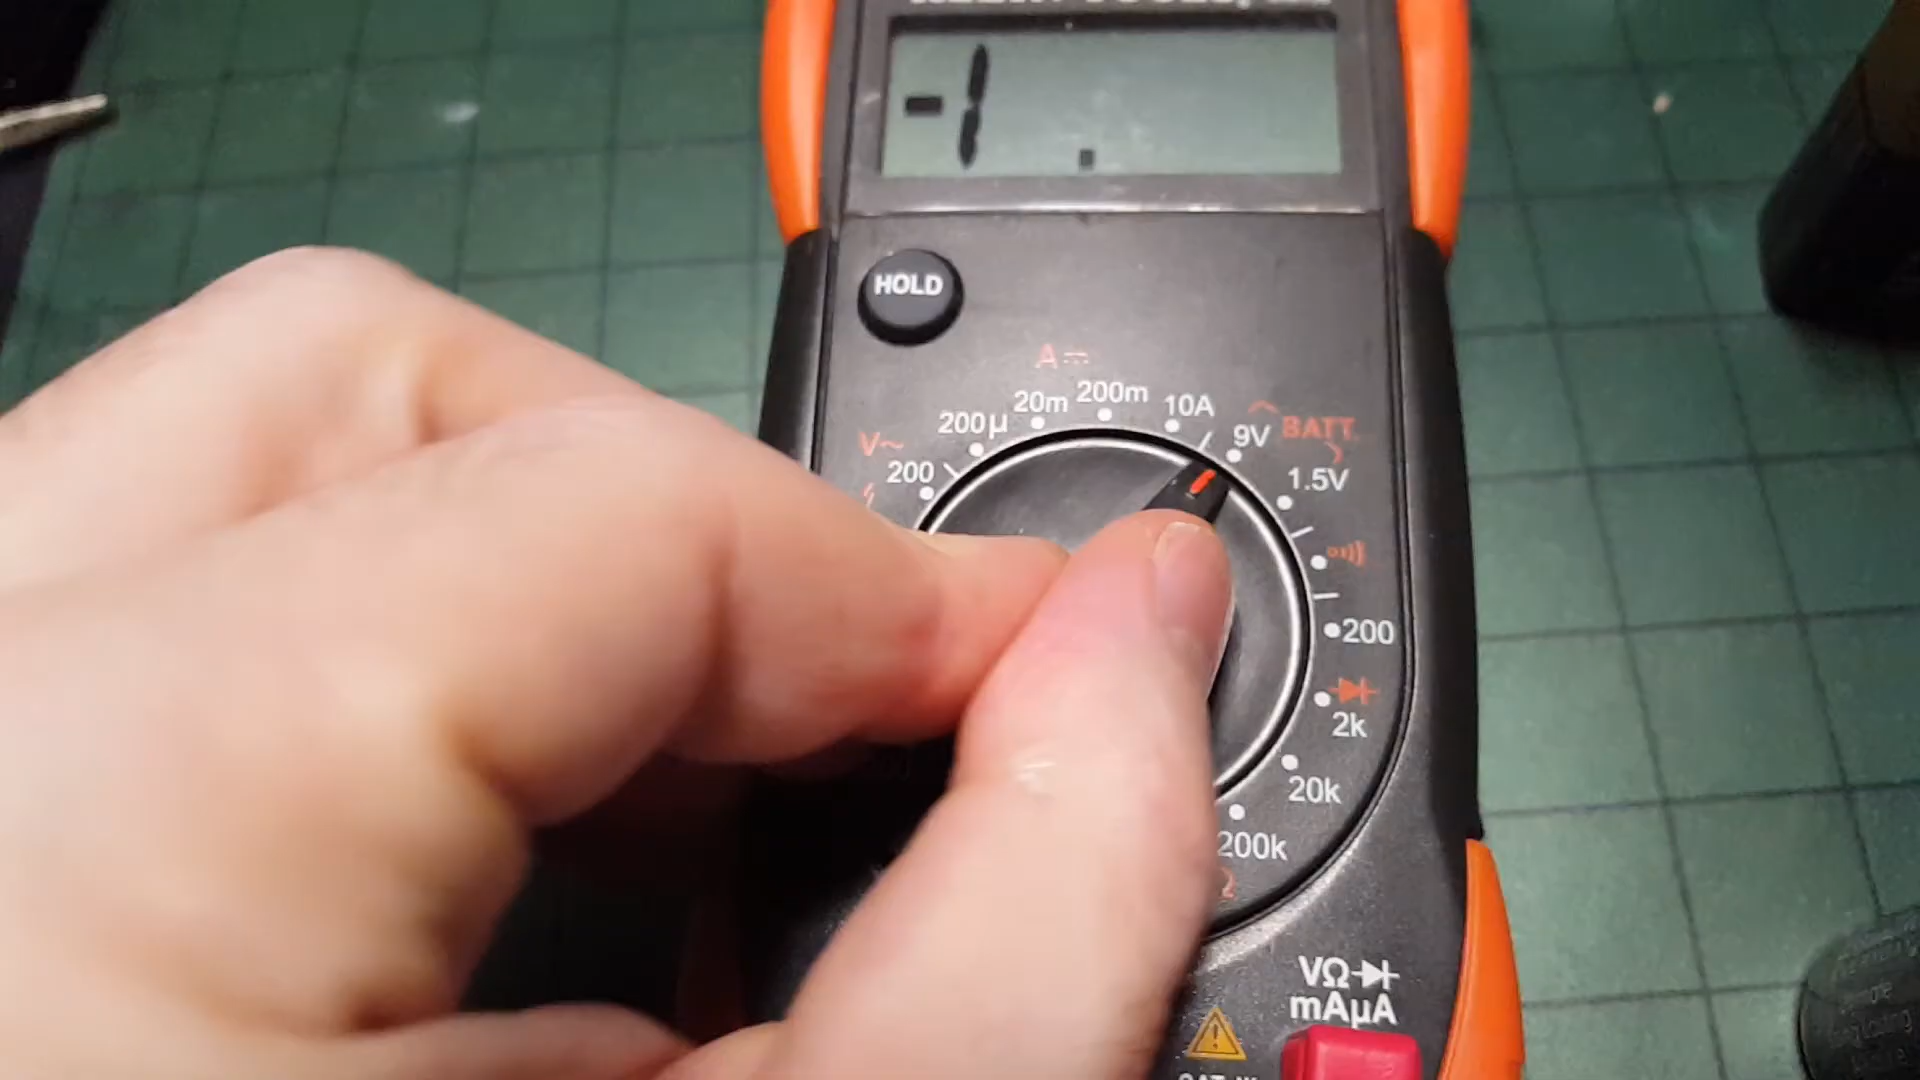 -1 .
HOLD
A
200m
20m
10A
200µ
V~
9V
BATT.
200
1.5V
200
2k
20k
200k
Ω
VΩ
mAµA